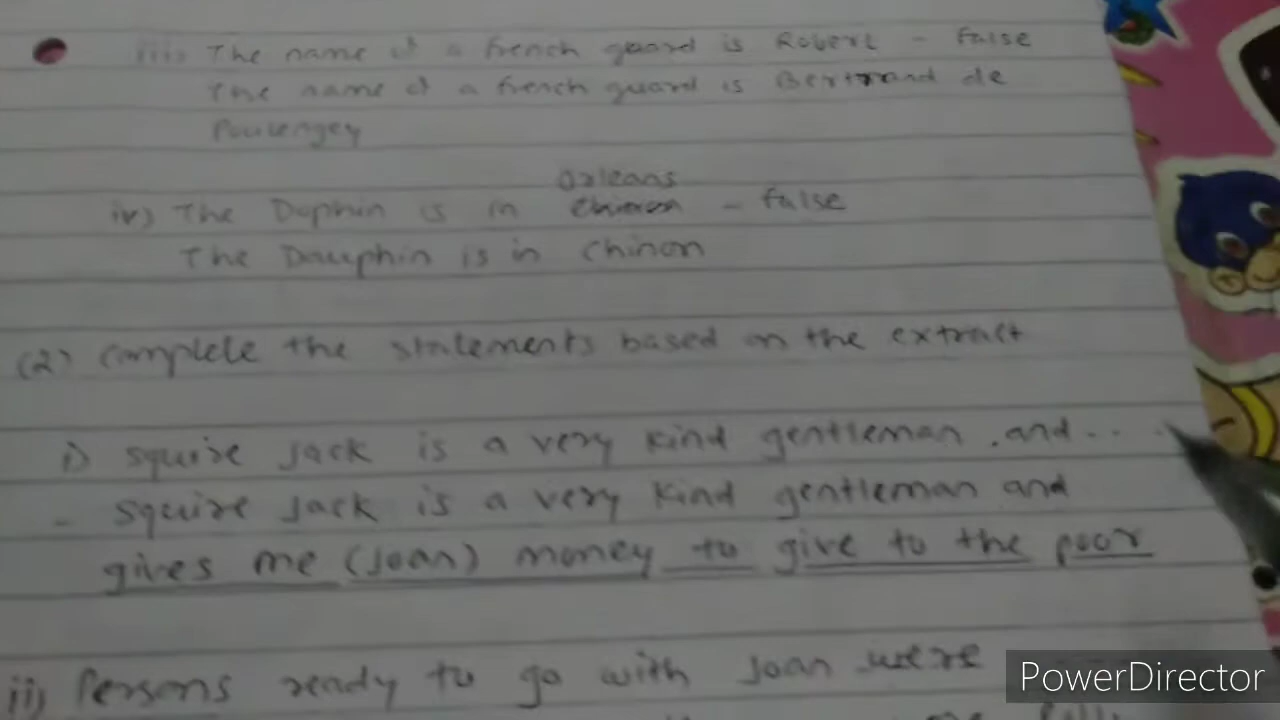 iii) The name of a french guard is Robert - False
The name of a french guard is Bertrand de
Poulengey
Orleans
iv) The Dophin is in Chinon - false
The Dauphin is in Chinon
(2) complete the statements based on the extract
i) squire Jack is a very kind gentleman .and...
- squire Jack is a very kind gentleman and
gives me (Joan) money to give to the poor
ii) Persons ready to go with Joan were
PowerDirector